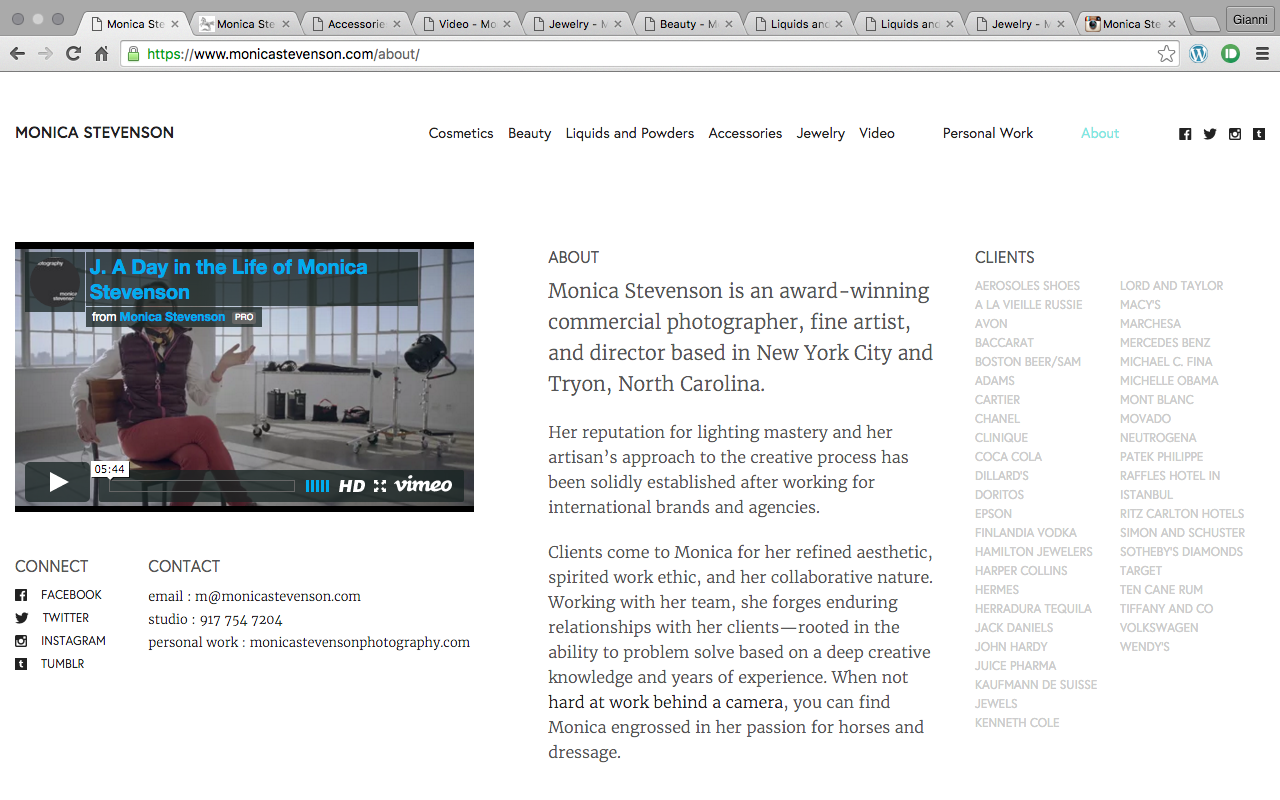 Monica Ste
Monica Ste
Accessorie
Video - Mo
Jewelry - M
Beauty - M
Liquids and
Liquids and
Jewelry - M
Monica Ste
Gianni
https://www.monicastevenson.com/about/
MONICA STEVENSON
Cosmetics
Beauty
Liquids and Powders
Accessories
Jewelry
Video
Personal Work
About
J. A Day in the Life of Monica
Stevenson
from Monica Stevenson PRO
05:44
HD
vimeo
CONNECT
FACEBOOK
TWITTER
INSTAGRAM
TUMBLR
CONTACT
email : m@monicastevenson.com
studio : 917 754 7204
personal work : monicastevensonphotography.com
ABOUT
Monica Stevenson is an award-winning
commercial photographer, fine artist,
and director based in New York City and
Tryon, North Carolina.
Her reputation for lighting mastery and her
artisan’s approach to the creative process has
been solidly established after working for
international brands and agencies.
Clients come to Monica for her refined aesthetic,
spirited work ethic, and her collaborative nature.
Working with her team, she forges enduring
relationships with her clients—rooted in the
ability to problem solve based on a deep creative
knowledge and years of experience. When not
hard at work behind a camera, you can find
Monica engrossed in her passion for horses and
dressage.
CLIENTS
AEROSOLES SHOES
A LA VIEILLE RUSSIE
AVON
BACCARAT
BOSTON BEER/SAM
ADAMS
CARTIER
CHANEL
CLINIQUE
COCA COLA
DILLARD'S
DORITOS
EPSON
FINLANDIA VODKA
HAMILTON JEWELERS
HARPER COLLINS
HERMES
HERRADURA TEQUILA
JACK DANIELS
JOHN HARDY
JUICE PHARMA
KAUFMANN DE SUISSE
JEWELS
KENNETH COLE
LORD AND TAYLOR
MACY'S
MARCHESA
MERCEDES BENZ
MICHAEL C. FINA
MICHELLE OBAMA
MONT BLANC
MOVADO
NEUTROGENA
PATEK PHILIPPE
RAFFLES HOTEL IN
ISTANBUL
RITZ CARLTON HOTELS
SIMON AND SCHUSTER
SOTHEBY'S DIAMONDS
TARGET
TEN CANE RUM
TIFFANY AND CO
VOLKSWAGEN
WENDY'S